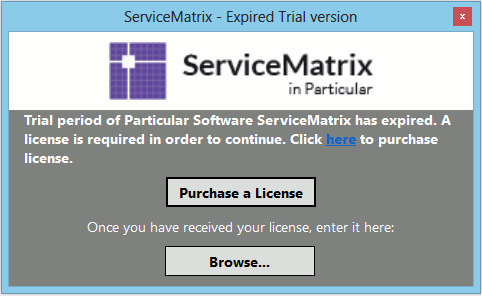 ServiceMatrix - Expired Trial version
x
ServiceMatrix
in Particular
Trial period of Particular Software ServiceMatrix has expired. A
license is required in order to continue. Click here to purchase
license.
Purchase a License
Once you have received your license, enter it here:
Browse...